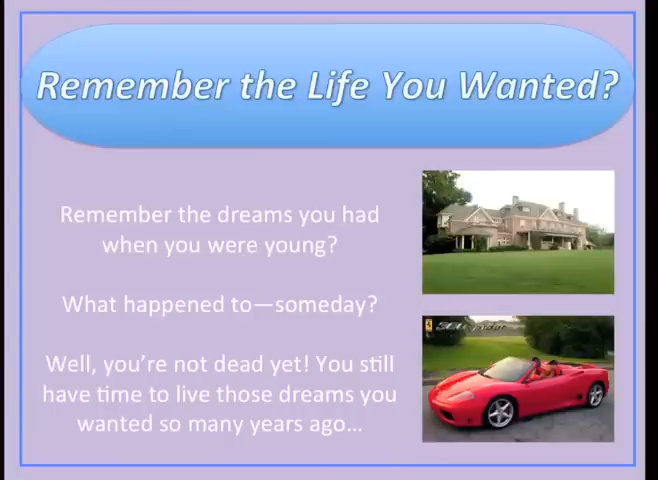 Remember the Life You Wanted?
Remember the dreams you had
when you were young?
What happened to—someday?
Well, you're not dead yet! You still
have time to live those dreams you
wanted so many years ago…